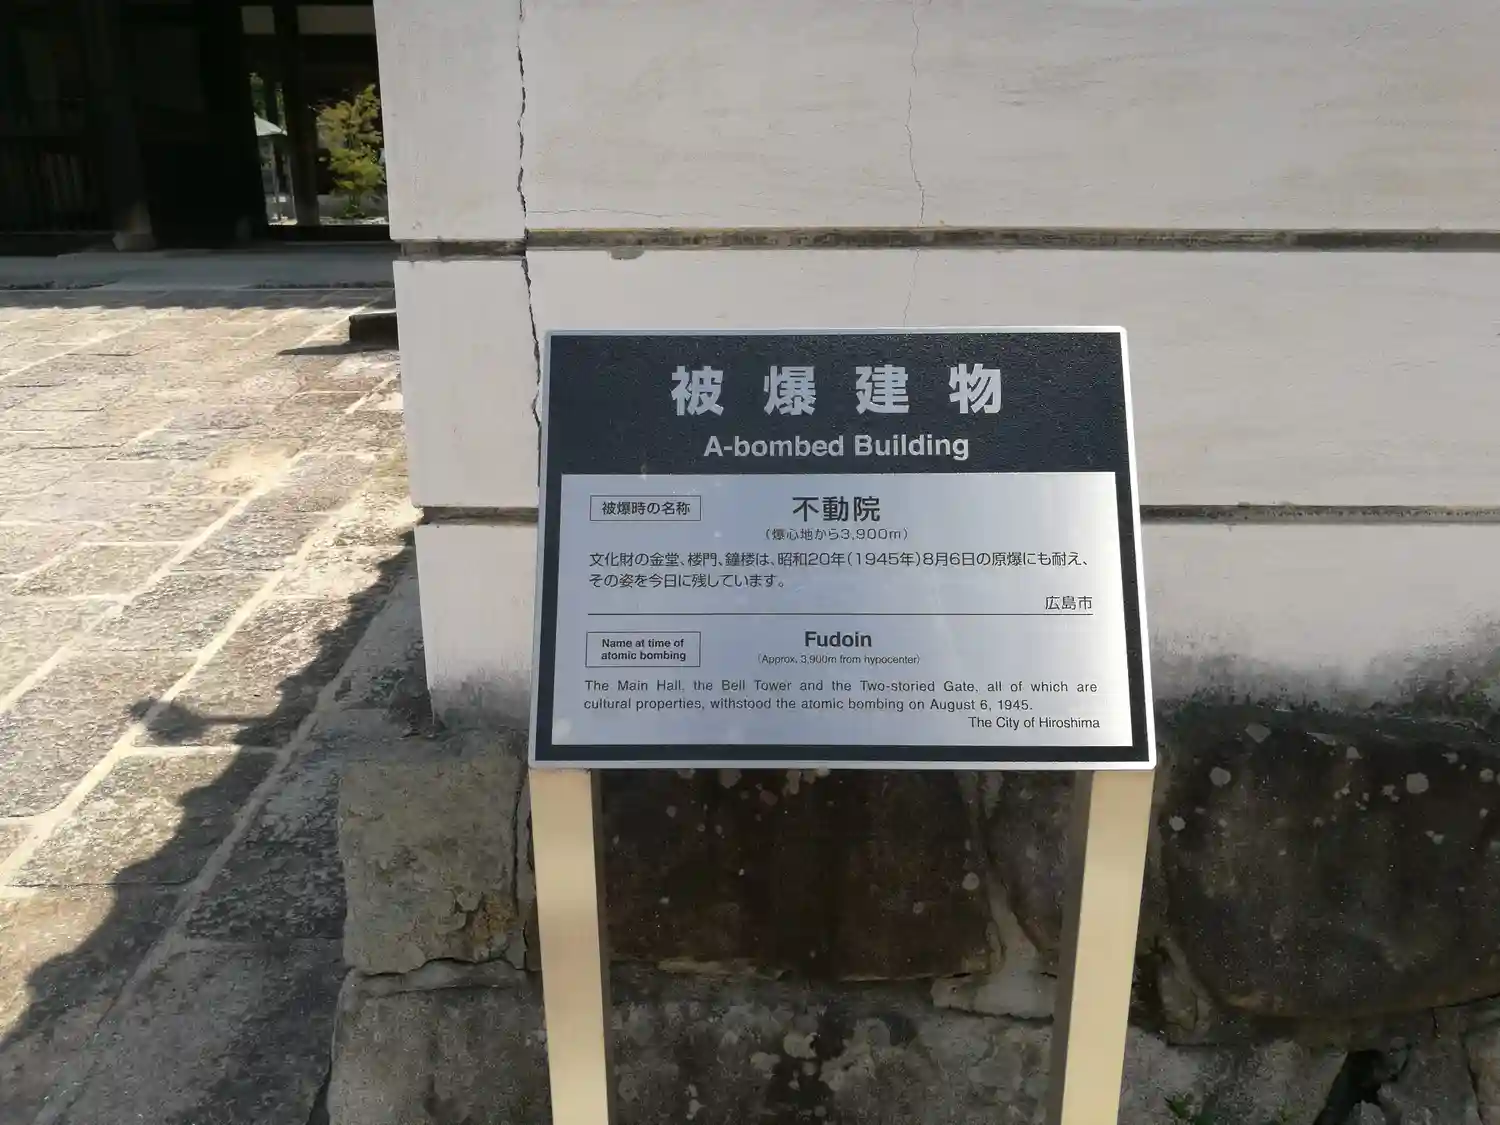 被爆建物
A-bombed Building
被爆時の名称
不動院
（爆心地から3,900m）
文化財の金堂、楼門、鐘楼は、昭和20年（1945年）8月6日の原爆にも耐え、
その姿を今日に残しています。
広島市
Name at time of
atomic bombing
Fudoin
(Approx. 3,900m from hypocenter)
The Main Hall, the Bell Tower and the Two-storied Gate, all of which are
cultural properties, withstood the atomic bombing on August 6, 1945.
The City of Hiroshima